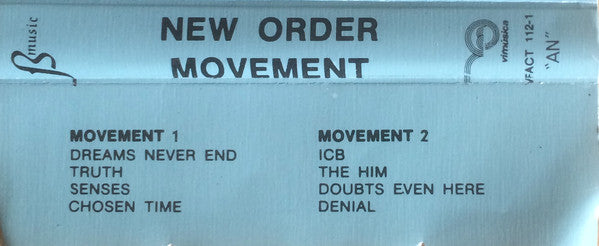 β music
NEW ORDER
MOVEMENT
vimusica
VFACT 112-1
"AN"
MOVEMENT 1
DREAMS NEVER END
TRUTH
SENSES
CHOSEN TIME
MOVEMENT 2
ICB
THE HIM
DOUBTS EVEN HERE
DENIAL